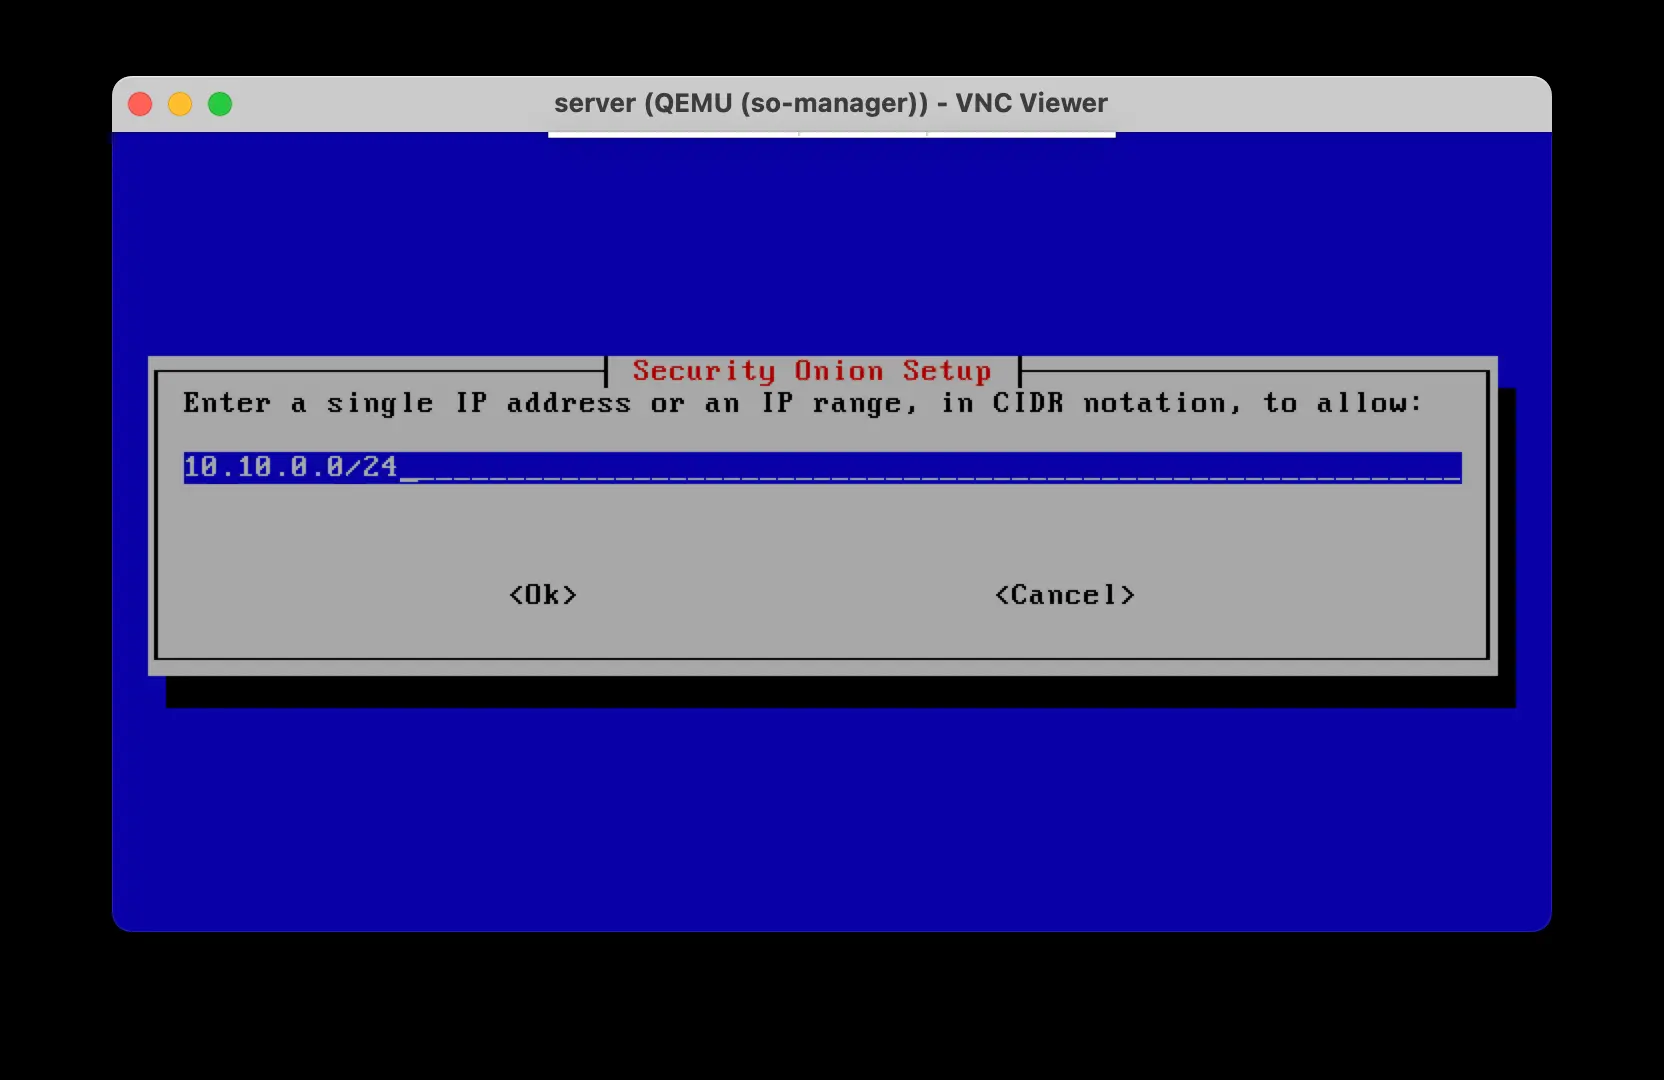 server (QEMU (so-manager)) - VNC Viewer
Security Onion Setup
Enter a single IP address or an IP range, in CIDR notation, to allow:
10.10.0.0/24
<Ok> <Cancel>